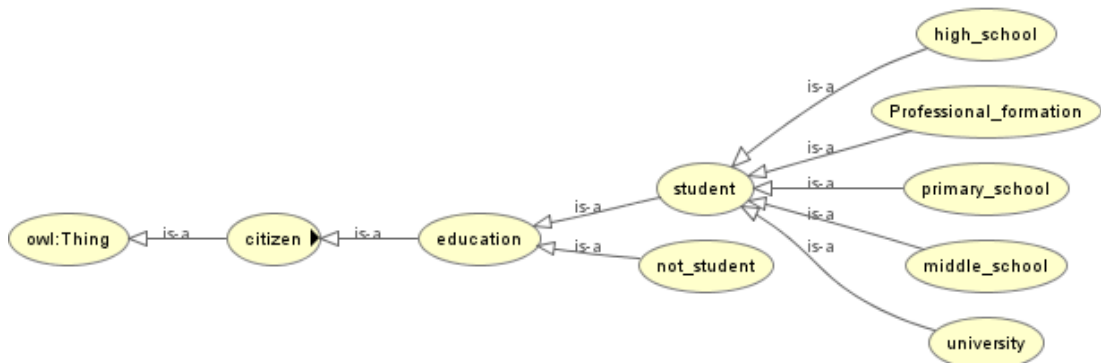 high_school
is-a
Professional_formation
is-a
student
is-a
primary_school
is-a
is-a
owl:Thing
is-a
citizen
is-a
education
is-a
not_student
is-a
middle_school
university